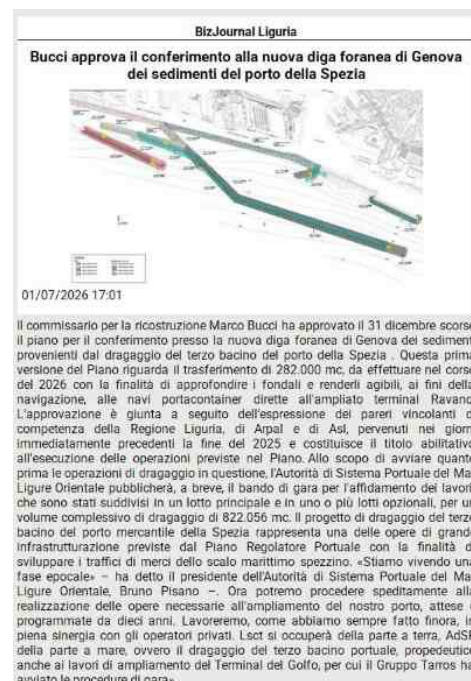 BizJournal Liguria
Bucci approva il conferimento alla nuova diga foranea di Genova
dei sedimenti del porto della Spezia
01/07/2026 17:01
Il commissario per la ricostruzione Marco Bucci ha approvato il 31 dicembre scorso
il piano per il conferimento presso la nuova diga foranea di Genova dei sedimenti
provenienti dal dragaggio del terzo bacino del porto della Spezia . Questa prima
versione del Piano riguarda il trasferimento di 282.000 mc, da effettuare nel corso
del 2026 con la finalità di approfondire i fondali e renderli agibili, ai fini della
navigazione, alle navi portacontainer dirette all'ampliato terminal Ravano.
L'approvazione è giunta a seguito dell'espressione dei pareri vincolanti di
competenza della Regione Liguria, di Arpal e di Asl, pervenuti nei giorni
immediatamente precedenti la fine del 2025 e costituisce il titolo abilitativo
all'esecuzione delle operazioni previste nel Piano. Allo scopo di avviare quanto
prima le operazioni di dragaggio in questione, l'Autorità di Sistema Portuale del Mar
Ligure Orientale pubblicherà, a breve, il bando di gara per l'affidamento dei lavori
che sono stati suddivisi in un lotto principale e in uno o più lotti opzionali, per un
volume complessivo di dragaggio di 822.056 mc. Il progetto di dragaggio del terzo
bacino del porto mercantile della Spezia rappresenta una delle opere di grande
infrastrutturazione previste dal Piano Regolatore Portuale con la finalità di
sviluppare i traffici di merci dello scalo marittimo spezzino. «Stiamo vivendo una
fase epocale» – ha detto il presidente dell'Autorità di Sistema Portuale del Mar
Ligure Orientale, Bruno Pisano –. Ora potremo procedere speditamente alla
realizzazione delle opere necessarie all'ampliamento del nostro porto, attese e
programmate da dieci anni. Lavoreremo, come abbiamo sempre fatto finora, in
piena sinergia con gli operatori privati. Lsct si occuperà della parte a terra, AdSP
della parte a mare, ovvero il dragaggio del terzo bacino portuale, propedeutico
anche ai lavori di ampliamento del Terminal del Golfo, per cui il Gruppo Tarros ha
avviato le procedure di gara»